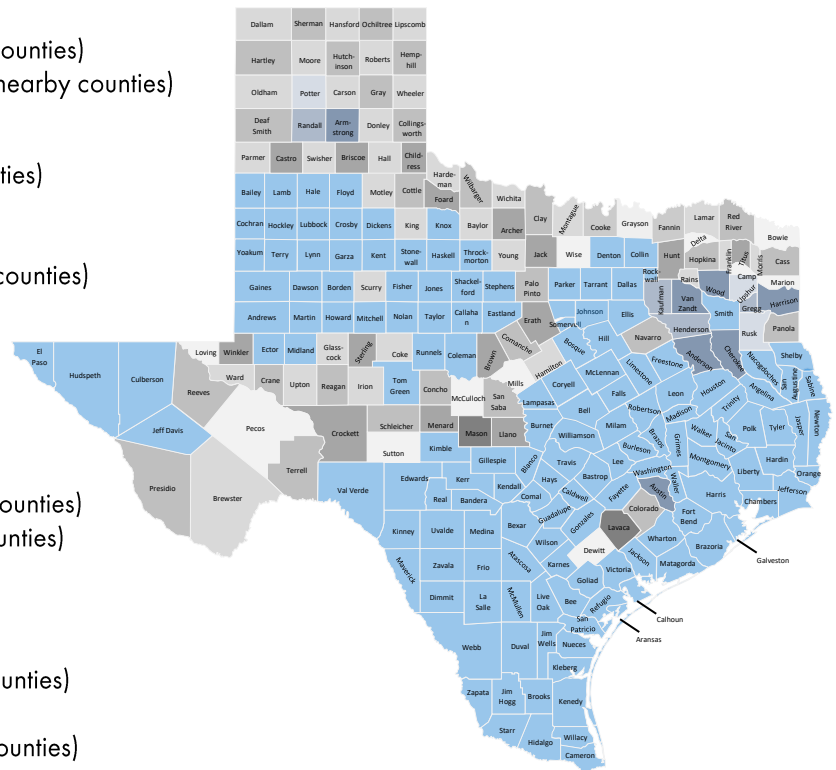 ounties)
nearby counties)
ties)
counties)
ounties)
unties)
unties)
ounties)
Dallam Sherman Hansford Ochiltree Lipscomb
Hartley Moore Hutch-
inson Roberts Hemp-
hill
Oldham Potter Carson Gray Wheeler
Deaf
Smith Randall Arm-
strong Donley Collings-
worth
Parmer Castro Swisher Briscoe Hall Child-
ress
Bailey Lamb Hale Floyd Motley Cottle Harde-
man Foard Wilbarger Wichita
Cochran Hockley Lubbock Crosby Dickens King Knox Baylor Archer Clay Montague Cooke Grayson Fannin Lamar Red
River Bowie
Delta
Yoakum Terry Lynn Garza Kent Stone-
wall Haskell Throck-
morton Young Jack Wise Denton Collin Hunt Hopkina Franklin Titus Morris Cass
Rock-
wall Rains Camp Marion
Gaines Dawson Borden Scurry Fisher Jones Shackel-
ford Stephens Palo
Pinto Parker Tarrant Dallas Kaufman Van
Zandt Wood Upshur Harrison
Gregg
Andrews Martin Howard Mitchell Nolan Taylor Callaha
n Eastland Erath Somervell Johnson Ellis Henderson Smith Rusk Panola
El
Paso Hudspeth Culberson Loving Winkler Ector Midland Glass-
cock Sterling Coke Runnels Coleman Brown Comanche Hamilton Bosque Hill Navarro Anderson Cherokee Nacogdoches Shelby
Reeves Ward Crane Upton Reagan Irion Tom
Green Concho McCulloch Mills San
Saba Lampasas Coryell McLennan Limestone Freestone Leon Houston Angelina San
Augustine Sabine
Jeff Davis Pecos Crockett Schleicher Menard Mason Llano Burnet Bell Falls Robertson Madison Trinity Polk Tyler Jasper Newton
Sutton Kimble Williamson Milam Brazos Grimes Walker San
Jacinto Hardin
Presidio Brewster Terrell Val Verde Edwards Gillespie Kerr Kendall Blanco Travis Hays Bastrop Lee Burleson Washington Montgomery Liberty Orange
Real Bandera Comal Caldwell Fayette Austin Waller Harris Chambers Jefferson
Kinney Uvalde Medina Bexar Guadalupe Gonzales Lavaca Colorado Fort
Bend
Wilson Dewitt Wharton Brazoria Galveston
Maverick Zavala Frio Atascosa Karnes Victoria Jackson Matagorda
Goliad
Dimmit La
Salle McMullen Live
Oak Bee Refugio Calhoun
San
Patricio Aransas
Webb Duval Jim
Wells Nueces
Kleberg
Zapata Jim
Hogg Brooks Kenedy
Starr Hidalgo Willacy
Cameron